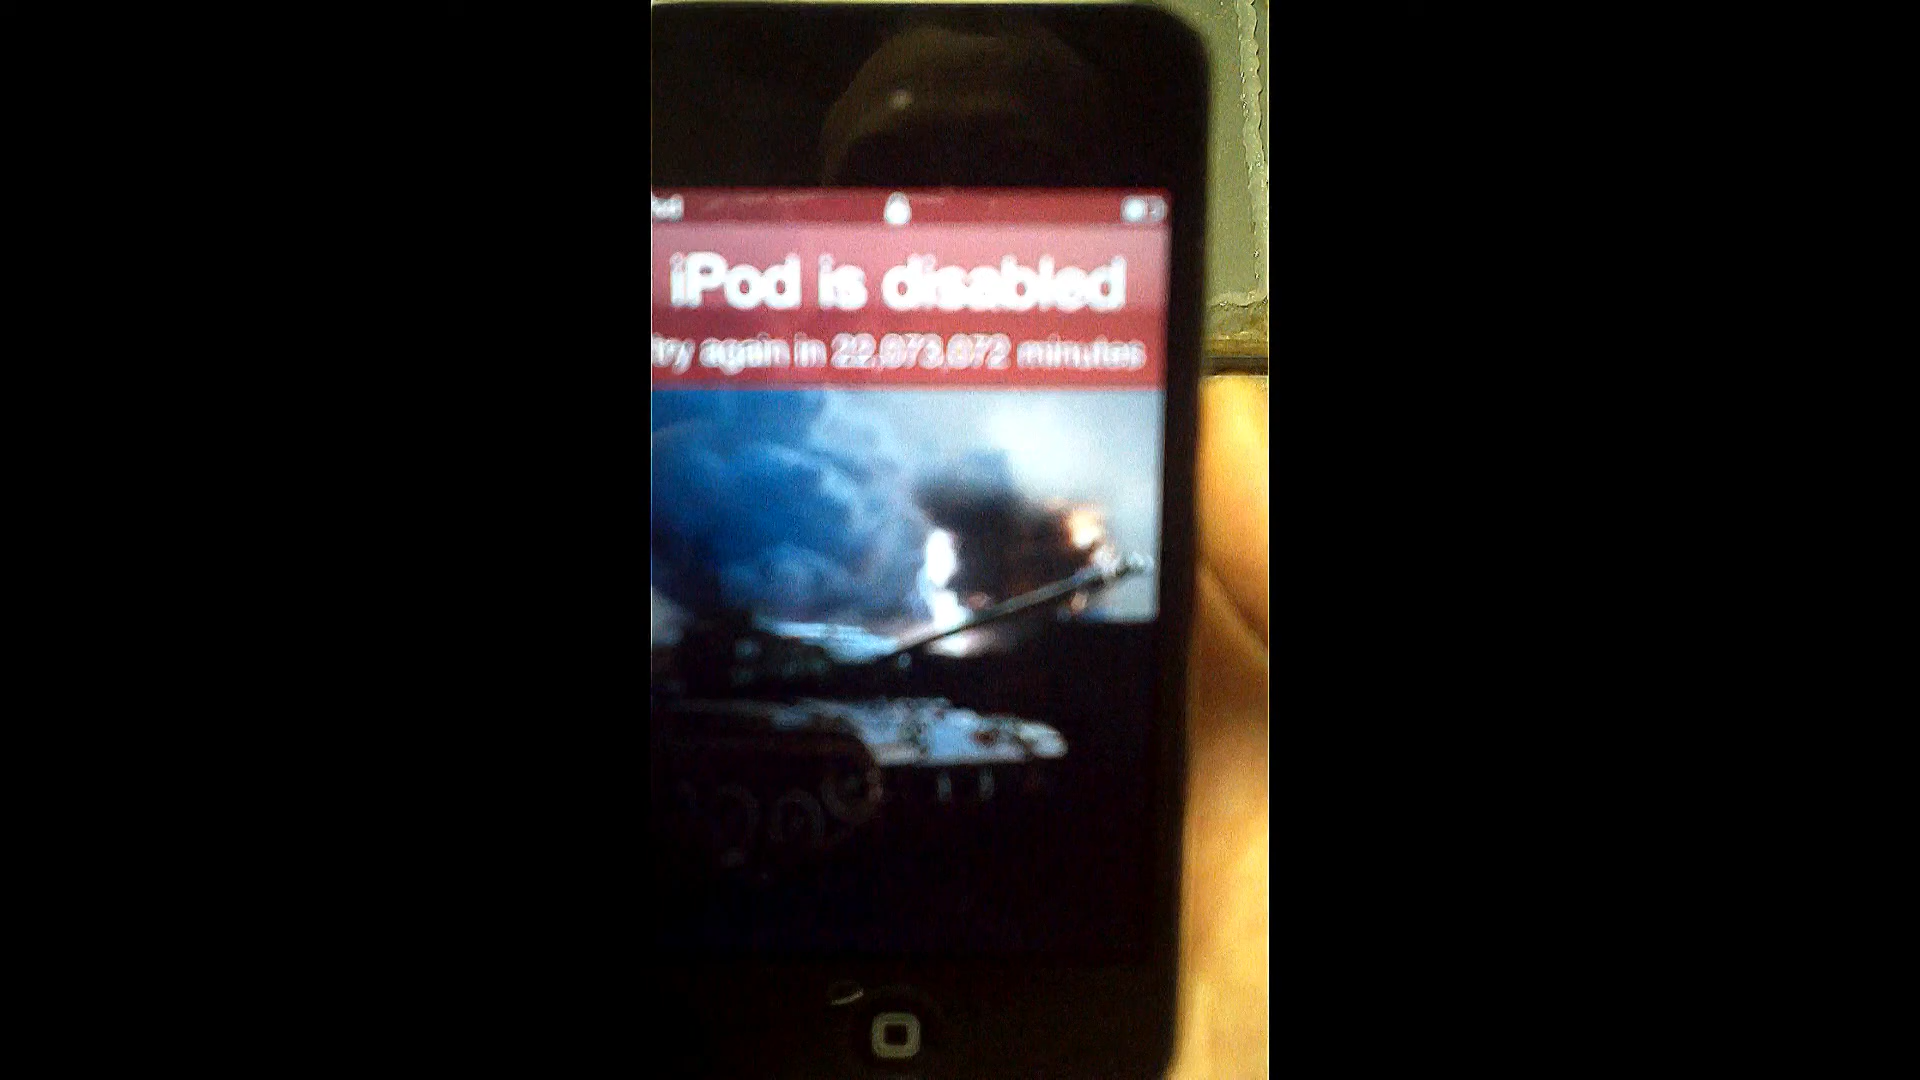 iPod is disabled
try again in 22,973,972 minutes